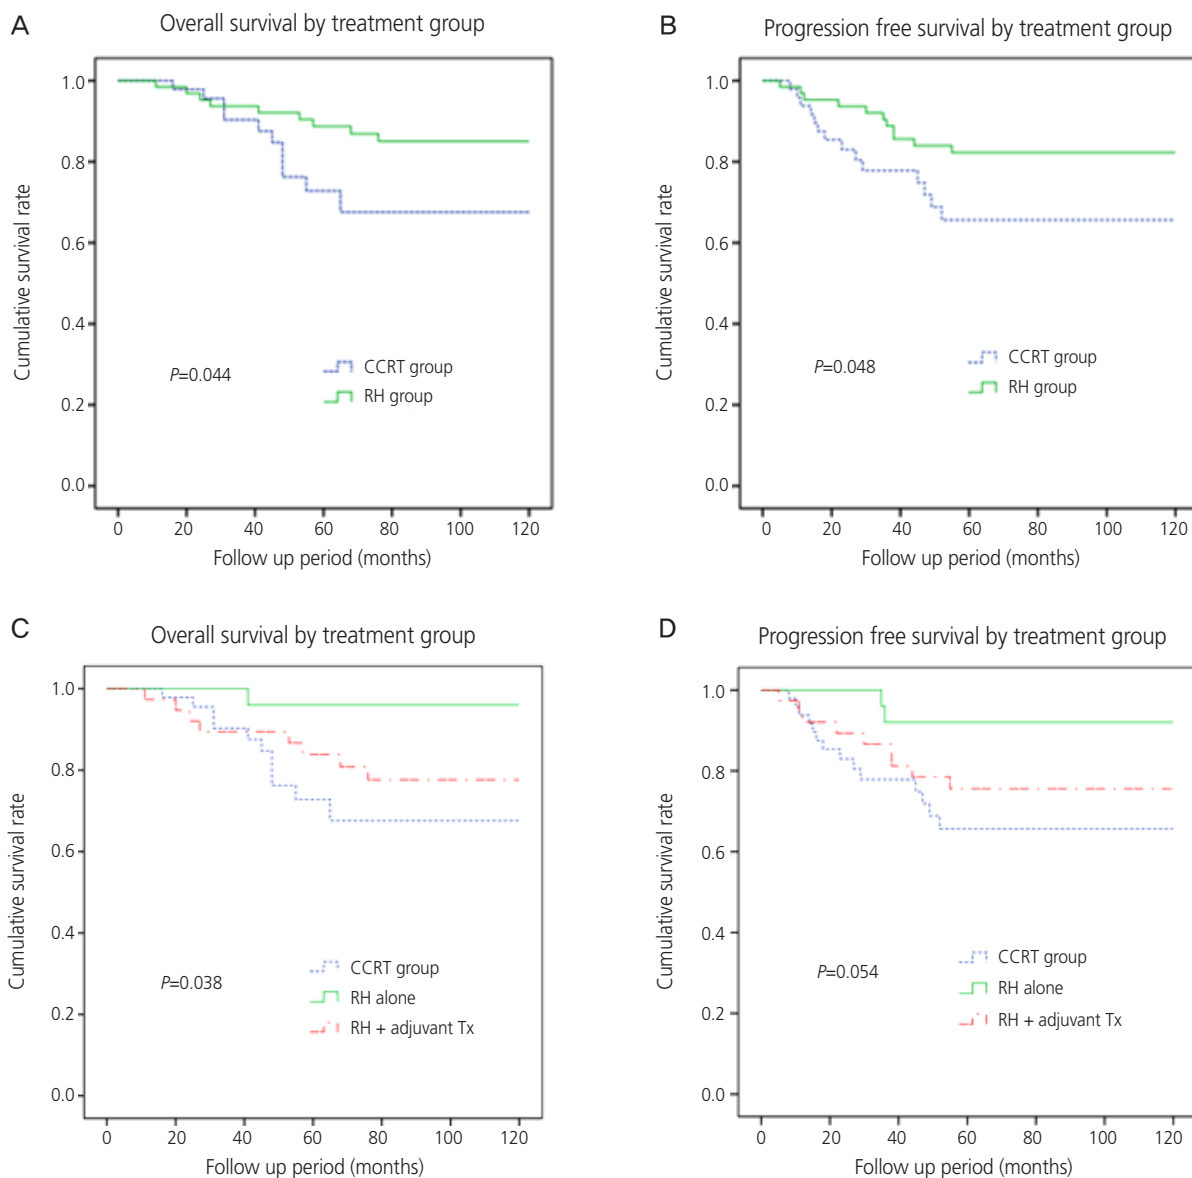 A
Overall survival by treatment group
Cumulative survival rate
1.0
0.8
0.6
0.4
0.2
0.0
P=0.044
CCRT group
RH group
0 20 40 60 80 100 120
Follow up period (months)
B
Progression free survival by treatment group
Cumulative survival rate
1.0
0.8
0.6
0.4
0.2
0.0
P=0.048
CCRT group
RH group
0 20 40 60 80 100 120
Follow up period (months)
C
Overall survival by treatment group
Cumulative survival rate
1.0
0.8
0.6
0.4
0.2
0.0
P=0.038
CCRT group
RH alone
RH + adjuvant Tx
0 20 40 60 80 100 120
Follow up period (months)
D
Progression free survival by treatment group
Cumulative survival rate
1.0
0.8
0.6
0.4
0.2
0.0
P=0.054
CCRT group
RH alone
RH + adjuvant Tx
0 20 40 60 80 100 120
Follow up period (months)